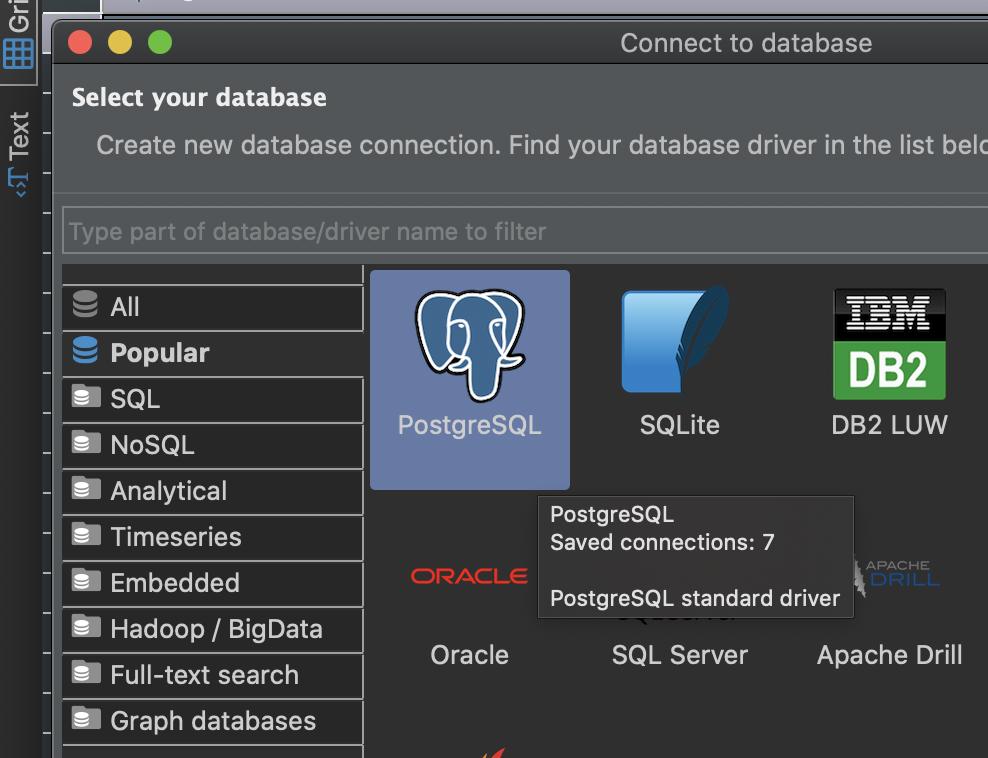 Gri
Text
Connect to database
Select your database
Create new database connection. Find your database driver in the list
Type part of database/driver name to filter
All
Popular
SQL
NoSQL
Analytical
Timeseries
Embedded
Hadoop / BigData
Full-text search
Graph databases
PostgreSQL
SQLite
IBM
DB2
DB2 LUW
PostgreSQL
Saved connections: 7
PostgreSQL standard driver
ORACLE
Oracle
SQL Server
APACHE
DRILL
Apache Drill